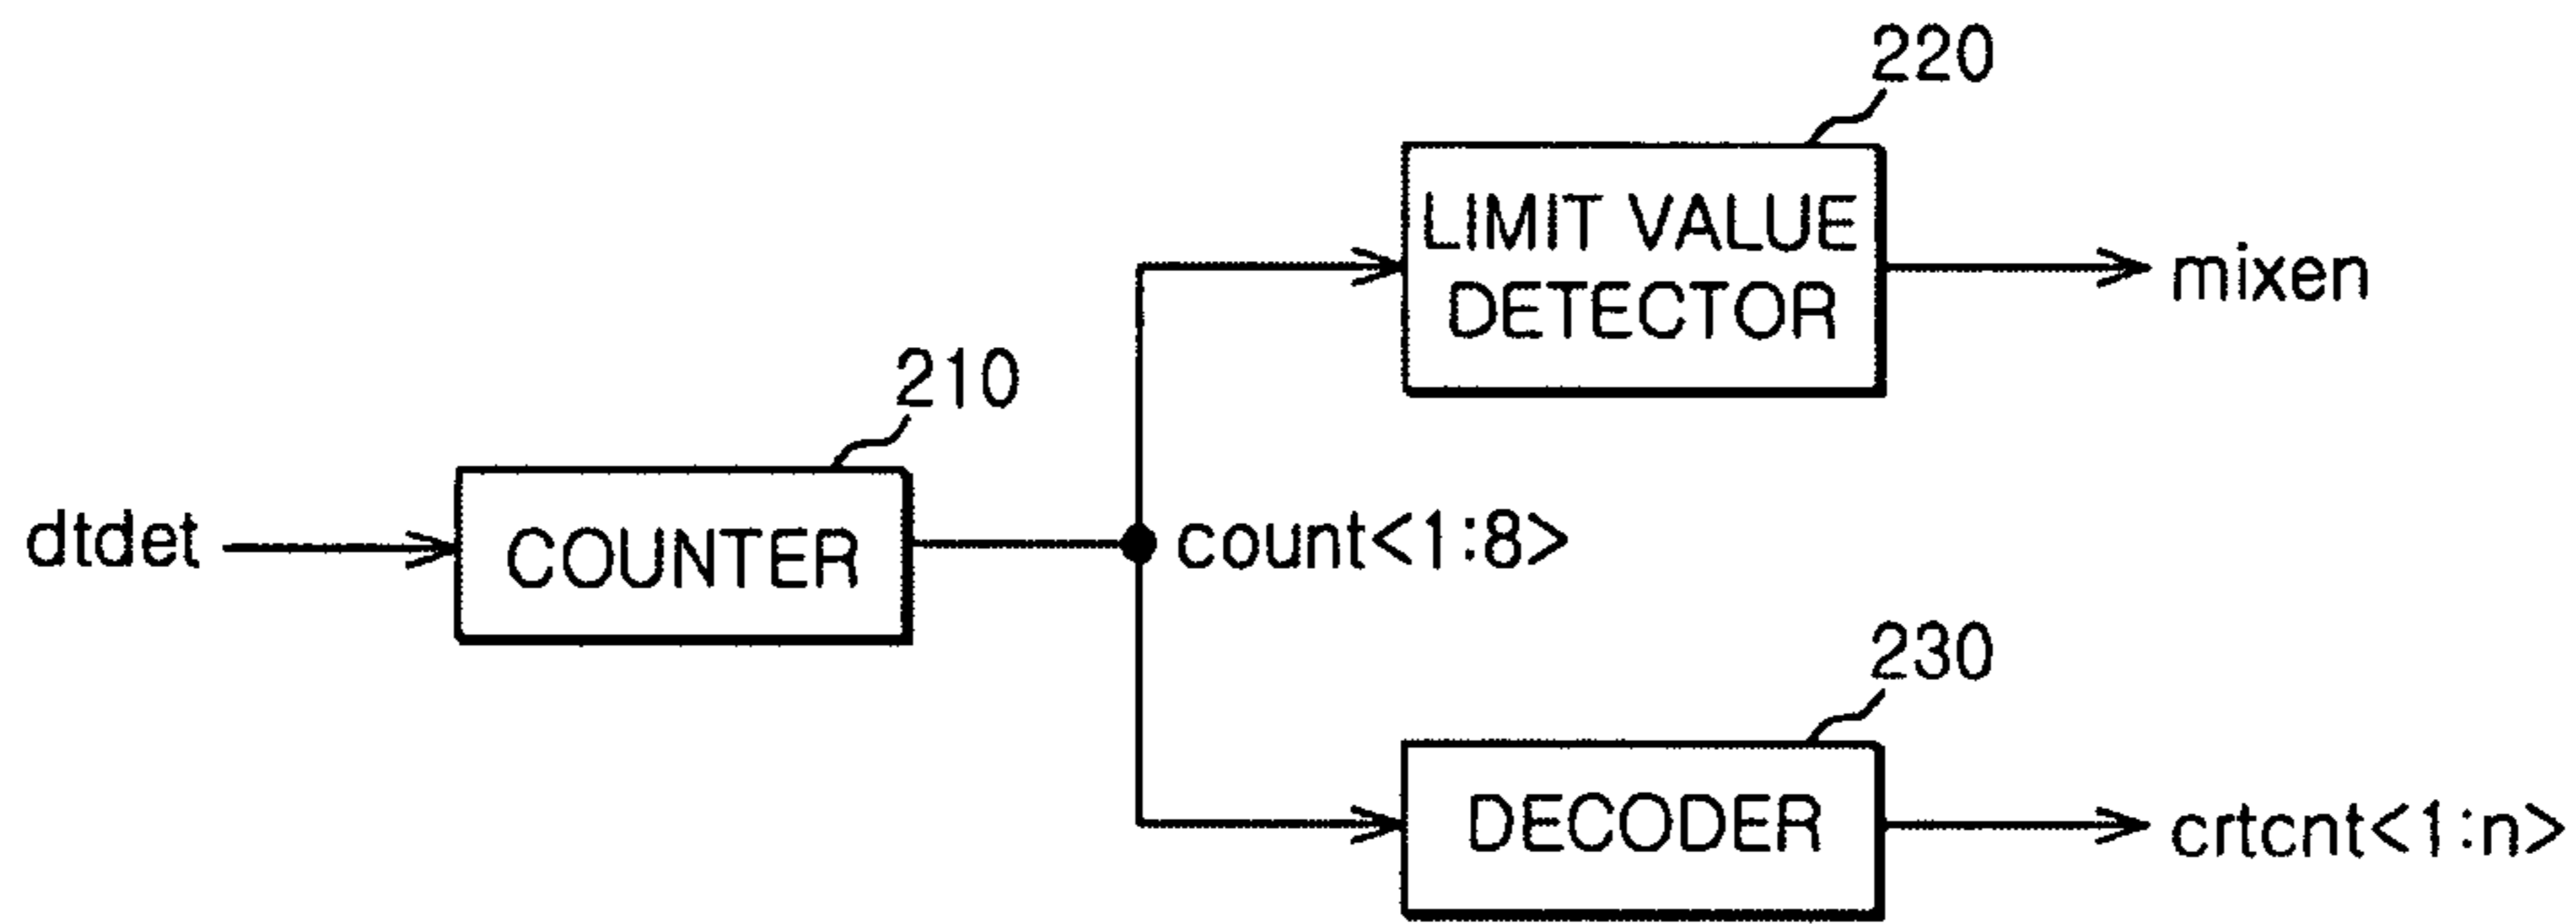 220
LIMIT VALUE
DETECTOR
mixen
210
dtdet
COUNTER
count<1:8>
230
DECODER
crtcnt<1:n>